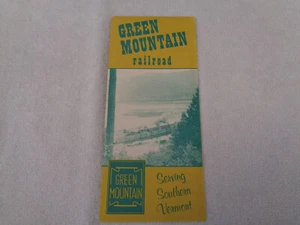 GREEN
MOUNTAIN
railroad
GREEN
MOUNTAIN
Serving
Southern
Vermont